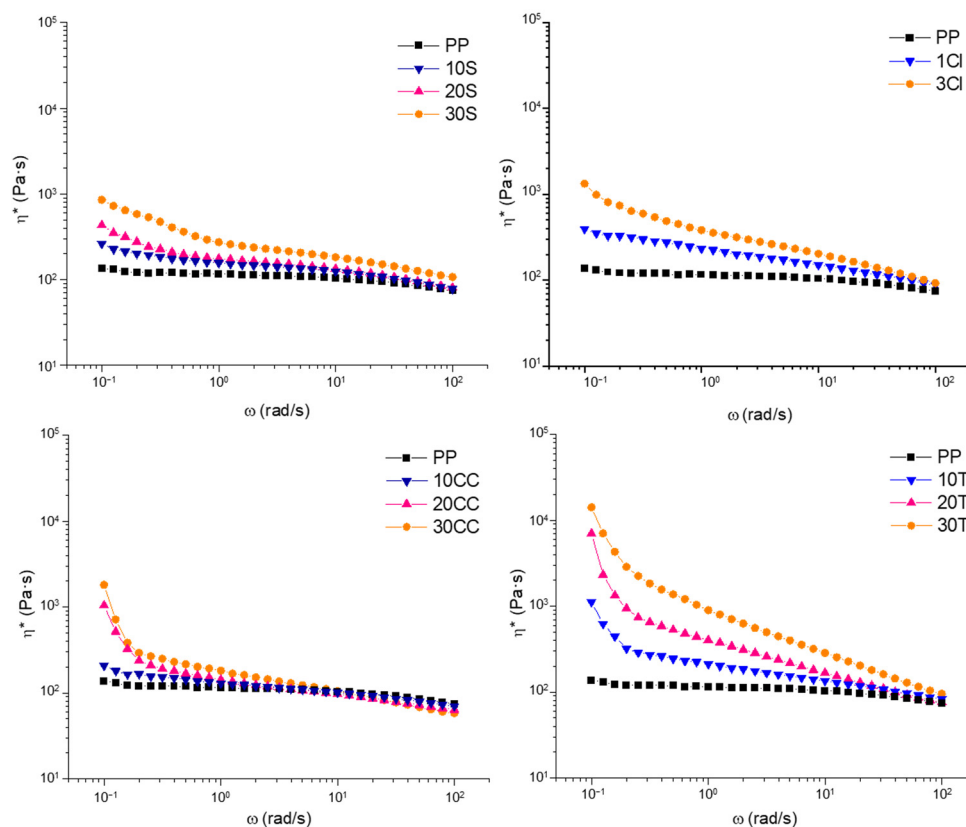 10⁵
10⁴
10³
10²
10¹
η* (Pa·s)
PP
10S
20S
30S
10⁻¹
10⁰
10¹
10²
ω (rad/s)
10⁵
10⁴
10³
10²
10¹
η* (Pa·s)
PP
1Cl
3Cl
10⁻¹
10⁰
10¹
10²
ω (rad/s)
10⁵
10⁴
10³
10²
10¹
η* (Pa·s)
PP
10CC
20CC
30CC
10⁻¹
10⁰
10¹
10²
ω (rad/s)
10⁵
10⁴
10³
10²
10¹
η* (Pa·s)
PP
10T
20T
30T
10⁻¹
10⁰
10¹
10²
ω (rad/s)